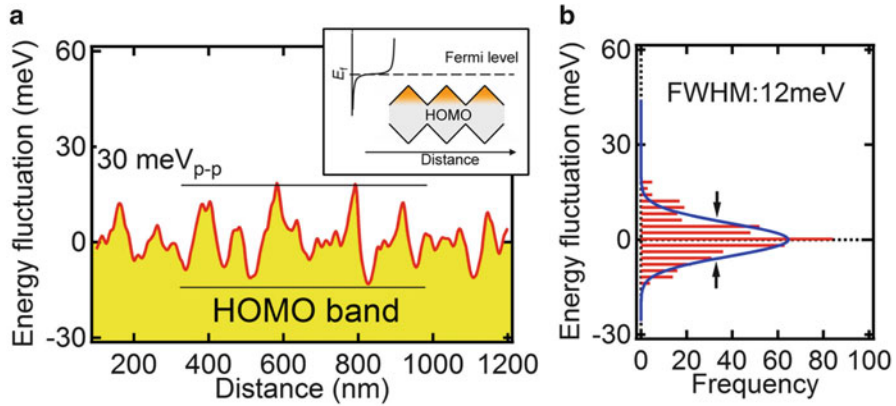 a
Energy fluctuation (meV)
60
30
0
-30
30 meVp-p
HOMO band
200
400
600
800
1000
1200
Distance (nm)
Ef
Fermi level
HOMO
Distance
b
Energy fluctuation (meV)
60
30
0
-30
FWHM:12meV
0
20
40
60
80
100
Frequency